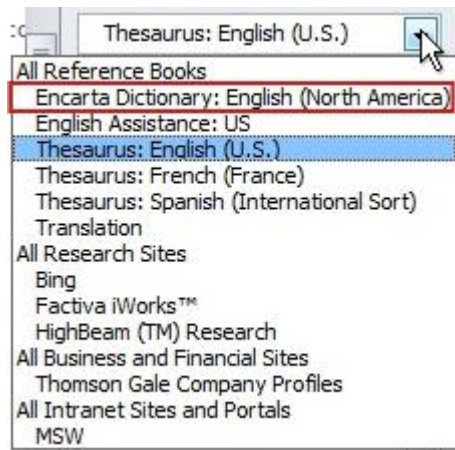 Thesaurus: English (U.S.)
All Reference Books
Encarta Dictionary: English (North America)
English Assistance: US
Thesaurus: English (U.S.)
Thesaurus: French (France)
Thesaurus: Spanish (International Sort)
Translation
All Research Sites
Bing
Factiva iWorks™
HighBeam (TM) Research
All Business and Financial Sites
Thomson Gale Company Profiles
All Intranet Sites and Portals
MSW